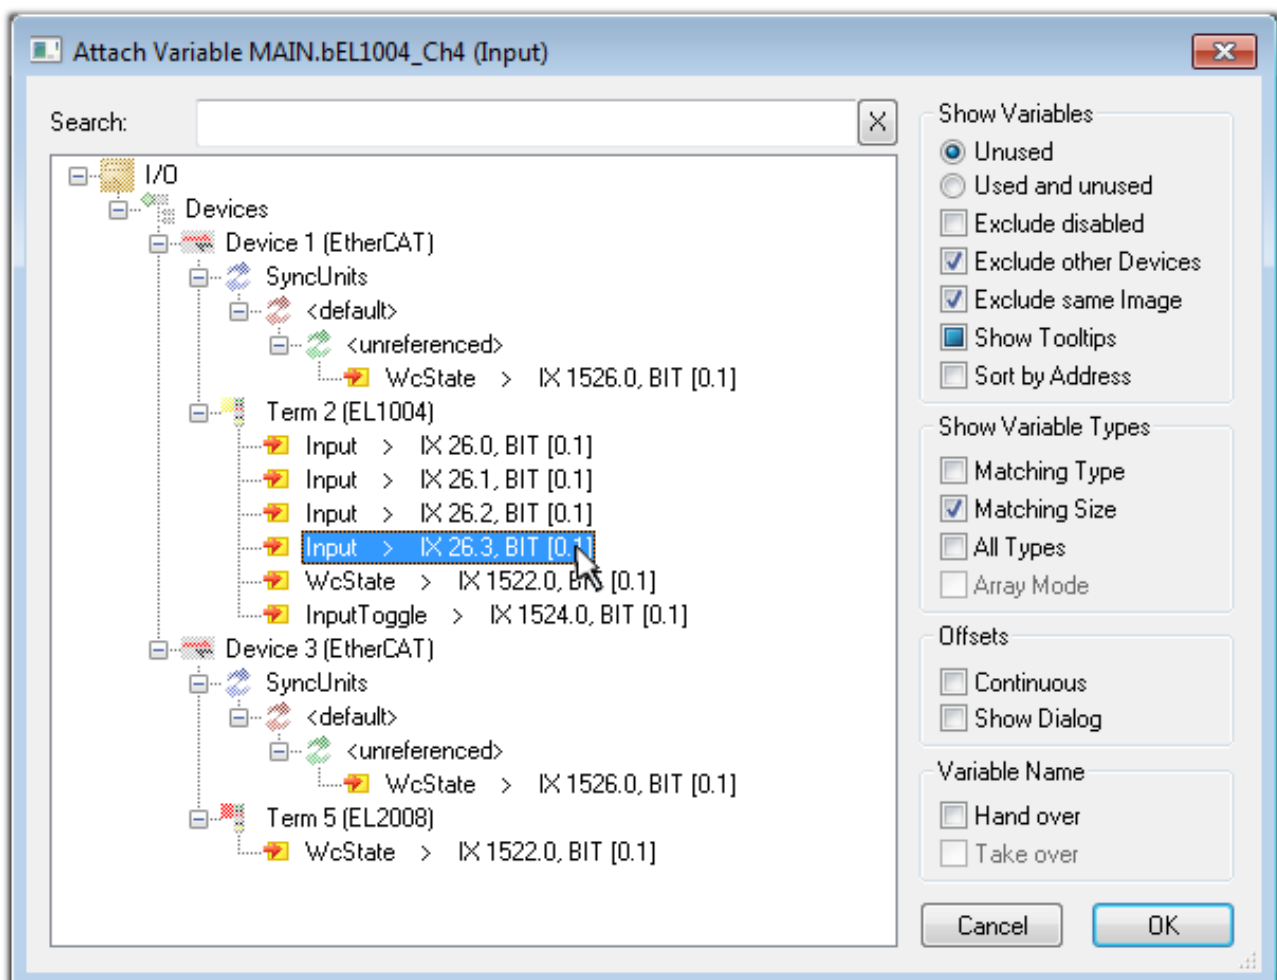 Attach Variable MAIN.bEL1004_Ch4 (Input)
Search:
X
I/O
Devices
Device 1 (EtherCAT)
SyncUnits
<default>
<unreferenced>
WcState > IX 1526.0, BIT [0.1]
Term 2 (EL1004)
Input > IX 26.0, BIT [0.1]
Input > IX 26.1, BIT [0.1]
Input > IX 26.2, BIT [0.1]
Input > IX 26.3, BIT [0.1]
WcState > IX 1522.0, BIT [0.1]
InputToggle > IX 1524.0, BIT [0.1]
Device 3 (EtherCAT)
SyncUnits
<default>
<unreferenced>
WcState > IX 1526.0, BIT [0.1]
Term 5 (EL2008)
WcState > IX 1522.0, BIT [0.1]
Show Variables
Unused
Used and unused
Exclude disabled
Exclude other Devices
Exclude same Image
Show Tooltips
Sort by Address
Show Variable Types
Matching Type
Matching Size
All Types
Array Mode
Offsets
Continuous
Show Dialog
Variable Name
Hand over
Take over
Cancel
OK